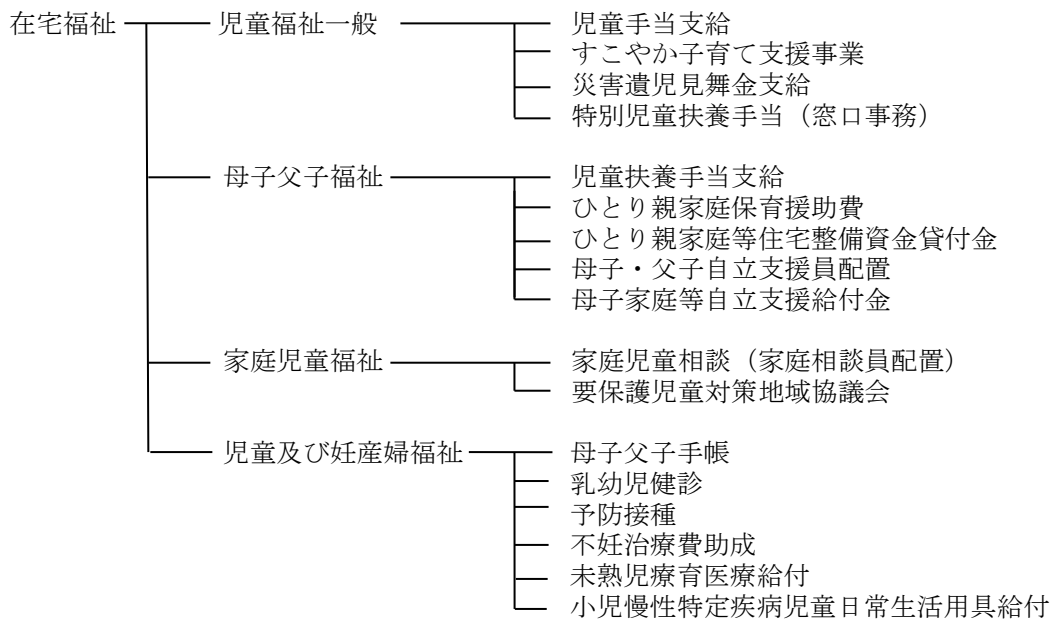 在宅福祉 児童福祉一般 児童手当支給
すこやか子育て支援事業
災害遺児見舞金支給
特別児童扶養手当（窓口事務）
母子父子福祉 児童扶養手当支給
ひとり親家庭保育援助費
ひとり親家庭等住宅整備資金貸付金
母子・父子自立支援員配置
母子家庭等自立支援給付金
家庭児童福祉 家庭児童相談（家庭相談員配置）
要保護児童対策地域協議会
児童及び妊産婦福祉 母子父子手帳
乳幼児健診
予防接種
不妊治療費助成
未熟児療育医療給付
小児慢性特定疾病児童日常生活用具給付